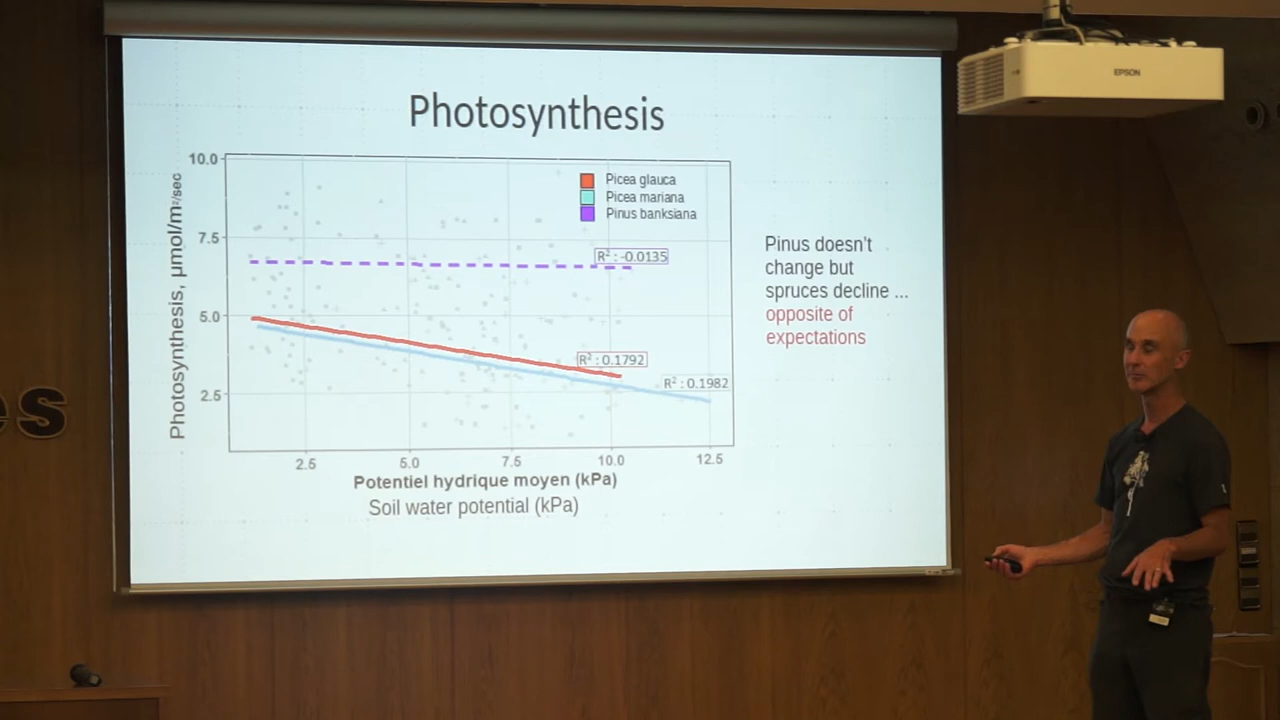 EPSON
Photosynthesis
Photosynthesis, µmol/m²/sec
10.0
7.5
5.0
2.5
Picea glauca
Picea mariana
Pinus banksiana
R² : -0.0135
R² : 0.1792
R² : 0.1982
2.5 5.0 7.5 10.0 12.5
Potentiel hydrique moyen (kPa)
Soil water potential (kPa)
Pinus doesn't
change but
spruces decline ...
opposite of
expectations
es